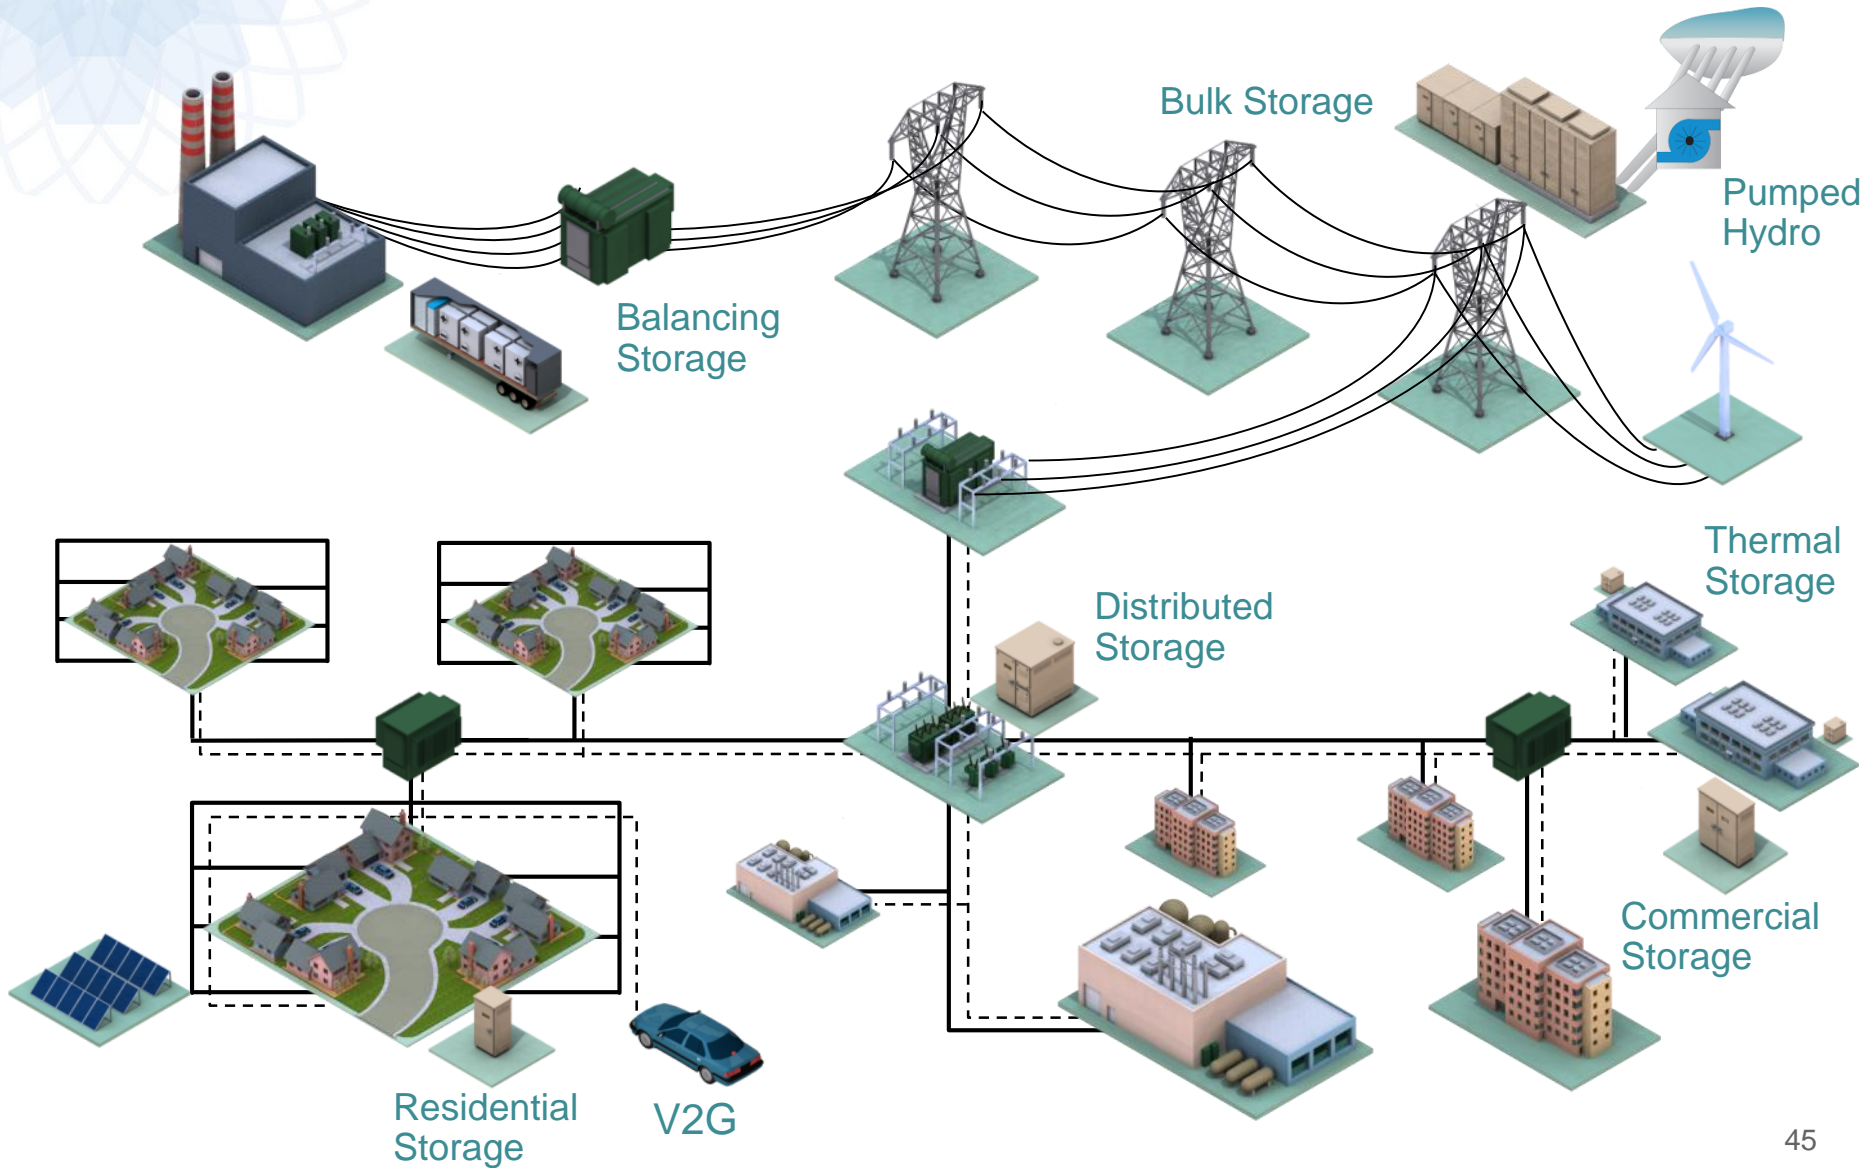 Bulk Storage
Pumped
Hydro
Balancing
Storage
Thermal
Storage
Distributed
Storage
Commercial
Storage
Residential
Storage
V2G
45